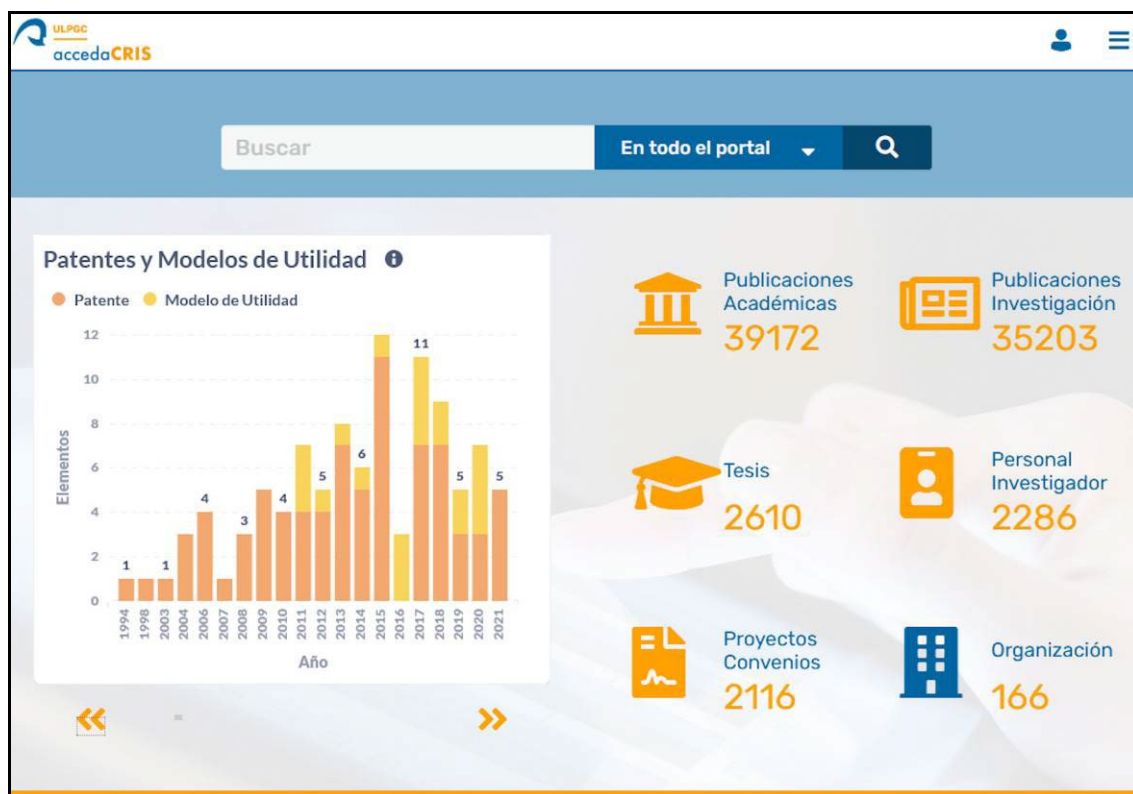 ULPGC
accedaCRIS
Buscar
En todo el portal
Patentes y Modelos de Utilidad
Patente Modelo de Utilidad
12
10
8
6
4
2
0
Elementos
1
1
4
3
4
5
6
11
5
5
1994
1998
2003
2004
2006
2007
2008
2009
2010
2011
2012
2013
2014
2015
2016
2017
2018
2019
2020
2021
Año
Publicaciones
Académicas
39172
Publicaciones
Investigación
35203
Tesis
2610
Personal
Investigador
2286
Proyectos
Convenios
2116
Organización
166